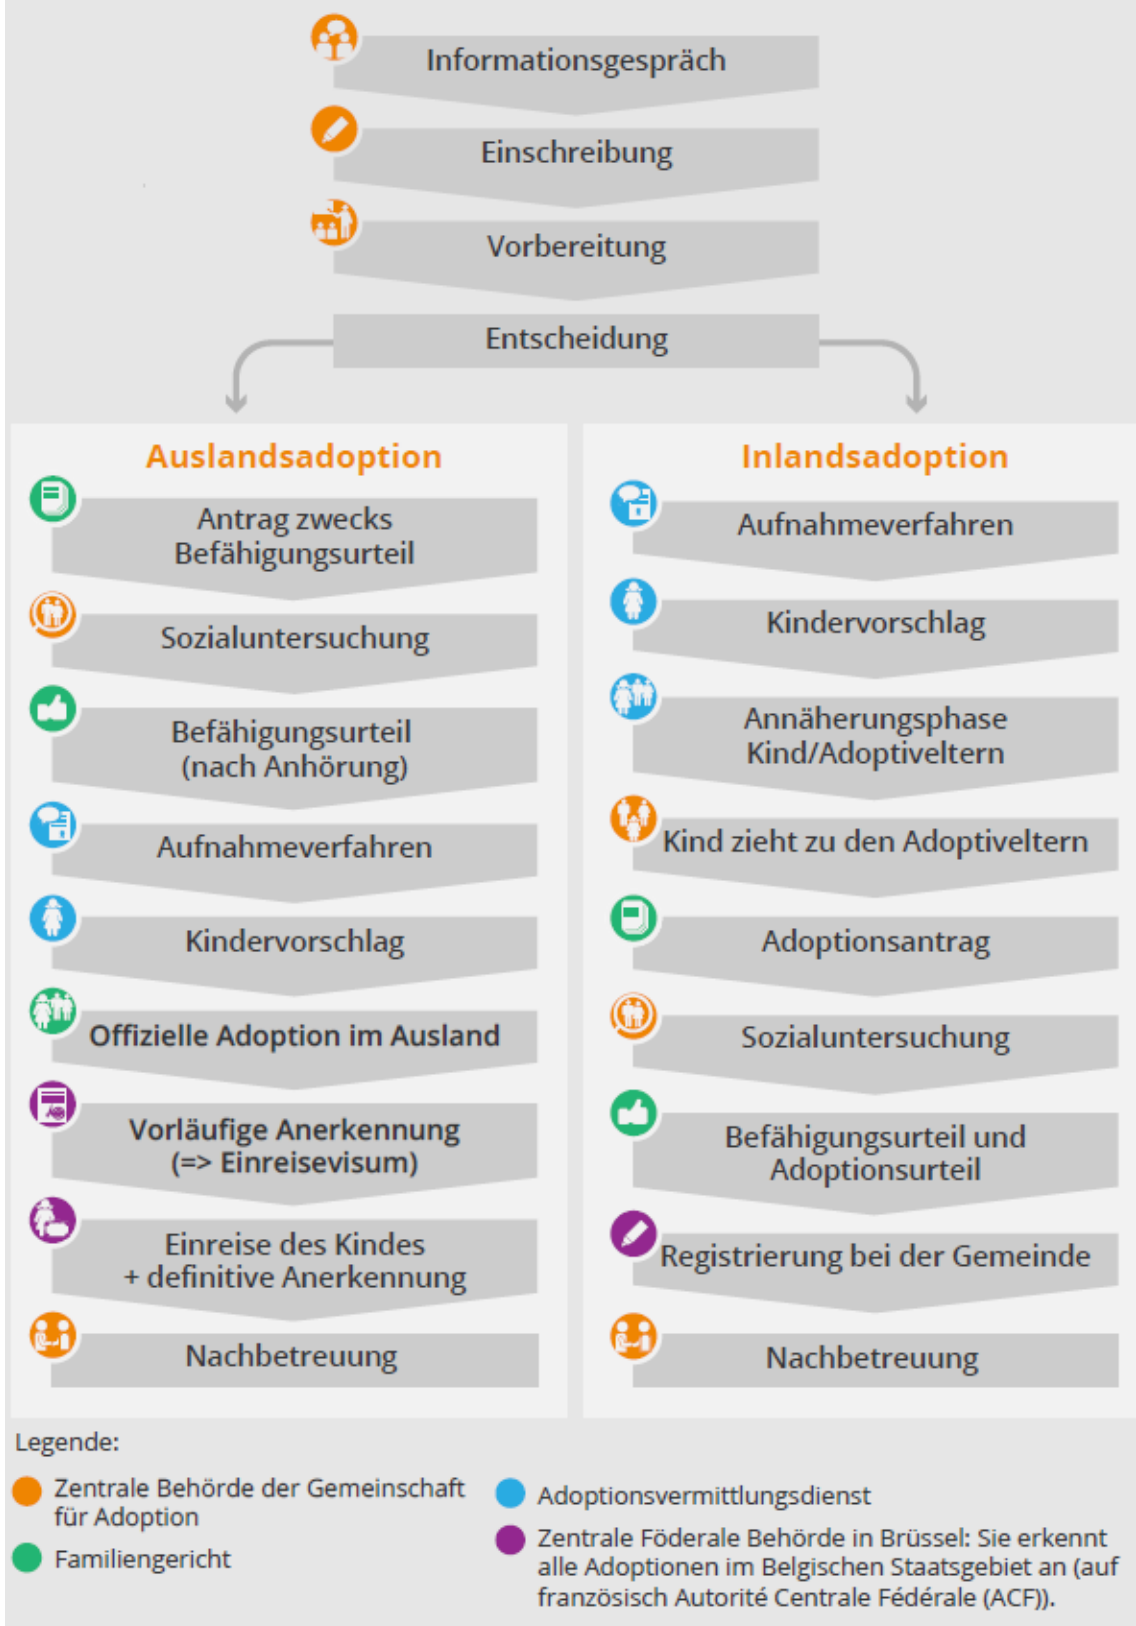 Informationsgespräch
Einschreibung
Vorbereitung
Entscheidung
Auslandsadoption
Antrag zwecks
Befähigungsurteil
Sozialuntersuchung
Befähigungsurteil
(nach Anhörung)
Aufnahmeverfahren
Kindervorschlag
Offizielle Adoption im Ausland
Vorläufige Anerkennung
(=> Einreisevisum)
Einreise des Kindes
+ definitive Anerkennung
Nachbetreuung
Inlandsadoption
Aufnahmeverfahren
Kindervorschlag
Annäherungsphase
Kind/Adoptiveltern
Kind zieht zu den Adoptiveltern
Adoptionsantrag
Sozialuntersuchung
Befähigungsurteil und
Adoptionsurteil
Registrierung bei der Gemeinde
Nachbetreuung
Legende:
Zentrale Behörde der Gemeinschaft
für Adoption
Familiengericht
Adoptionsvermittlungsdienst
Zentrale Föderale Behörde in Brüssel: Sie erkennt
alle Adoptionen im Belgischen Staatsgebiet an (auf
französisch Autorité Centrale Fédérale (ACF)).